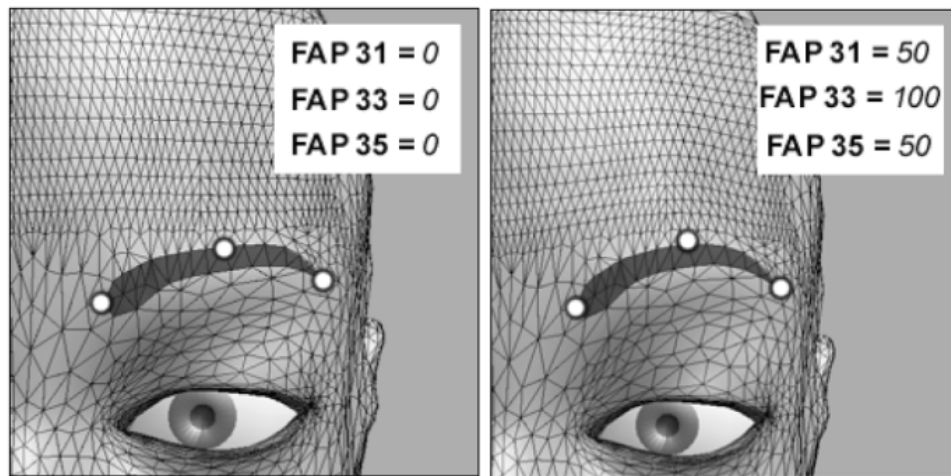 FAP 31 = 0
FAP 33 = 0
FAP 35 = 0
FAP 31 = 50
FAP 33 = 100
FAP 35 = 50